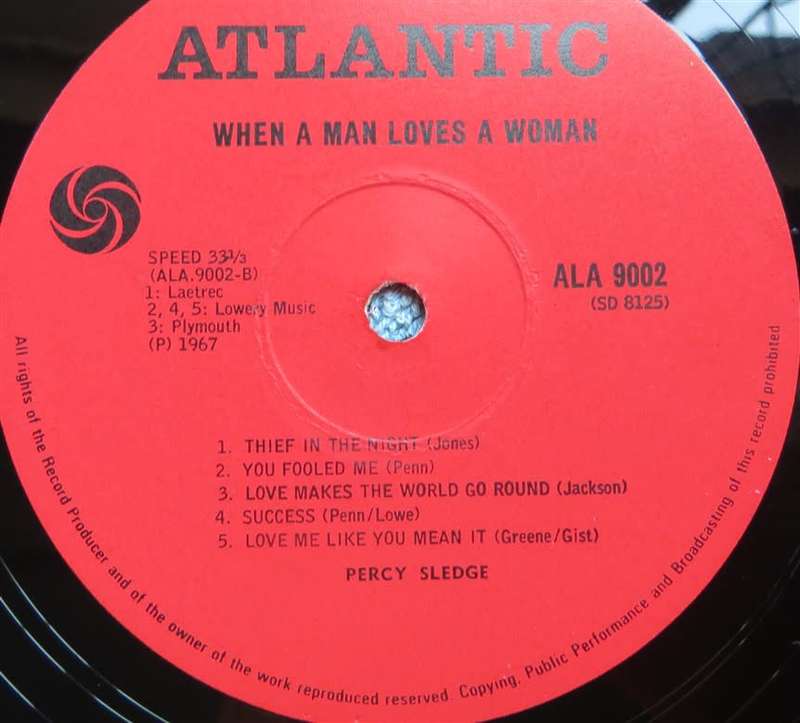 ATLANTIC
WHEN A MAN LOVES A WOMAN
SPEED 33⅓
(ALA.9002-B)
1: Laetrec
2, 4, 5: Lowery Music
3: Plymouth
(P) 1967
ALA 9002
(SD 8125)
1. THIEF IN THE NIGHT (Jones)
2. YOU FOOLED ME (Penn)
3. LOVE MAKES THE WORLD GO ROUND (Jackson)
4. SUCCESS (Penn/Lowe)
5. LOVE ME LIKE YOU MEAN IT (Greene/Gist)
PERCY SLEDGE
All rights of the Record Producer and of the owner of the work reproduced reserved. Copying, Public Performance and Broadcasting of this record prohibited